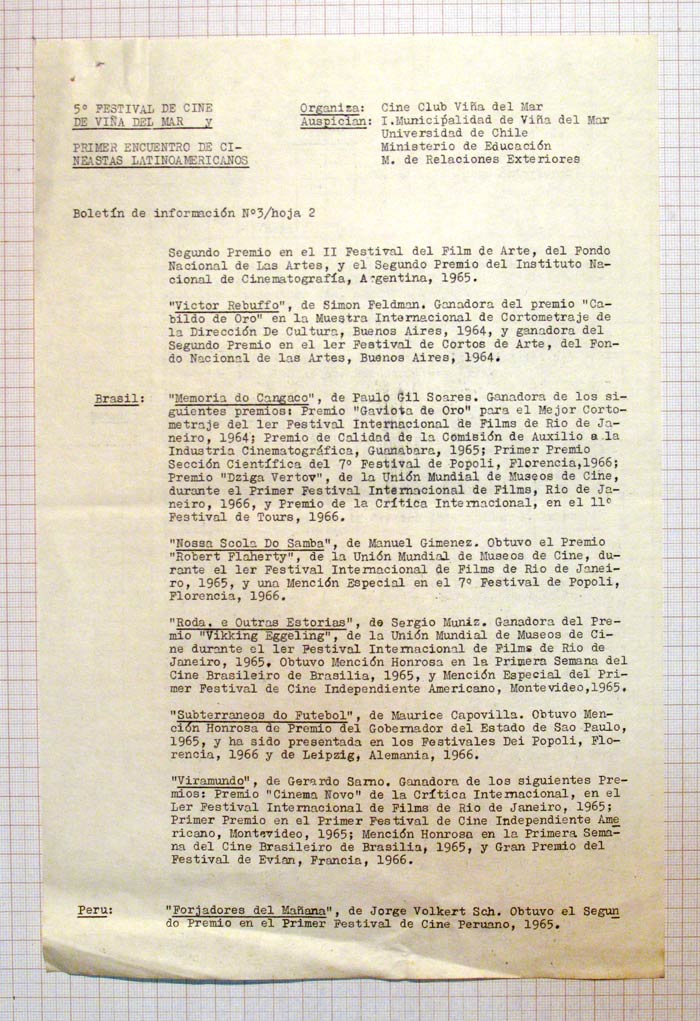 5º FESTIVAL DE CINE
DE VIÑA DEL MAR y
PRIMER ENCUENTRO DE CI-
NEASTAS LATINOAMERICANOS
Organiza: Cine Club Viña del Mar
Auspician: I.Municipalidad de Viña del Mar
Universidad de Chile
Ministerio de Educación
M. de Relaciones Exteriores
Boletín de información Nº3/hoja 2
Segundo Premio en el II Festival del Film de Arte, del Fondo
Nacional de Las Artes, y el Segundo Premio del Instituto Na-
cional de Cinematografía, Argentina, 1965.
"Victor Rebuffo", de Simon Feldman. Ganadora del premio "Ca-
bildo de Oro" en la Muestra Internacional de Cortometraje de
la Dirección De Cultura, Buenos Aires, 1964, y ganadora del
Segundo Premio en el 1er Festival de Cortos de Arte, del Fon-
do Nacional de las Artes, Buenos Aires, 1964.
Brasil: "Memoria do Cangaco", de Paulo Gil Soares. Ganadora de los si-
guientes premios: Premio "Gaviota de Oro" para el Mejor Corto-
metraje del 1er Festival Internacional de Films de Rio de Ja-
neiro, 1964; Premio de Calidad de la Comisión de Auxilio a la
Industria Cinematográfica, Guanabara, 1965; Primer Premio
Sección Científica del 7º Festival de Popoli, Florencia,1966;
Premio "Dziga Vertov", de la Unión Mundial de Museos de Cine,
durante el Primer Festival Internacional de Films, Rio de Ja-
neiro, 1966, y Premio de la Crítica Internacional, en el 11º
Festival de Tours, 1966.
"Nossa Scola Do Samba", de Manuel Gimenez. Obtuvo el Premio
"Robert Flaherty", de la Unión Mundial de Museos de Cine, du-
rante el 1er Festival Internacional de Films de Rio de Janei-
ro, 1965, y una Mención Especial en el 7º Festival de Popoli,
Florencia, 1966.
"Roda. e Outras Estorias", de Sergio Muniz. Ganadora del Pre-
mio "Vikking Eggeling", de la Unión Mundial de Museos de Ci-
ne durante el 1er Festival Internacional de Films de Rio de
Janeiro, 1965. Obtuvo Mención Honrosa en la Primera Semana del
Cine Brasileiro de Brasilia, 1965, y Mención Especial del Pri-
mer Festival de Cine Independiente Americano, Montevideo,1965.
"Subterraneos do Futebol", de Maurice Capovilla. Obtuvo Men-
ción Honrosa de Premio del Gobernador del Estado de Sao Paulo,
1965, y ha sido presentada en los Festivales Dei Popoli, Flo-
rencia, 1966 y de Leipzig, Alemania, 1966.
"Viramundo", de Gerardo Sarno. Ganadora de los siguientes Pre-
mios: Premio "Cinema Novo" de la Crítica Internacional, en el
Ler Festival Internacional de Films de Rio de Janeiro, 1965;
Primer Premio en el Primer Festival de Cine Independiente Ame
ricano, Montevideo, 1965; Mención Honrosa en la Primera Sema-
na del Cine Brasileiro de Brasilia, 1965, y Gran Premio del
Festival de Evian, Francia, 1966.
Peru: "Forjadores del Mañana", de Jorge Volkert Sch. Obtuvo el Segun
do Premio en el Primer Festival de Cine Peruano, 1965.